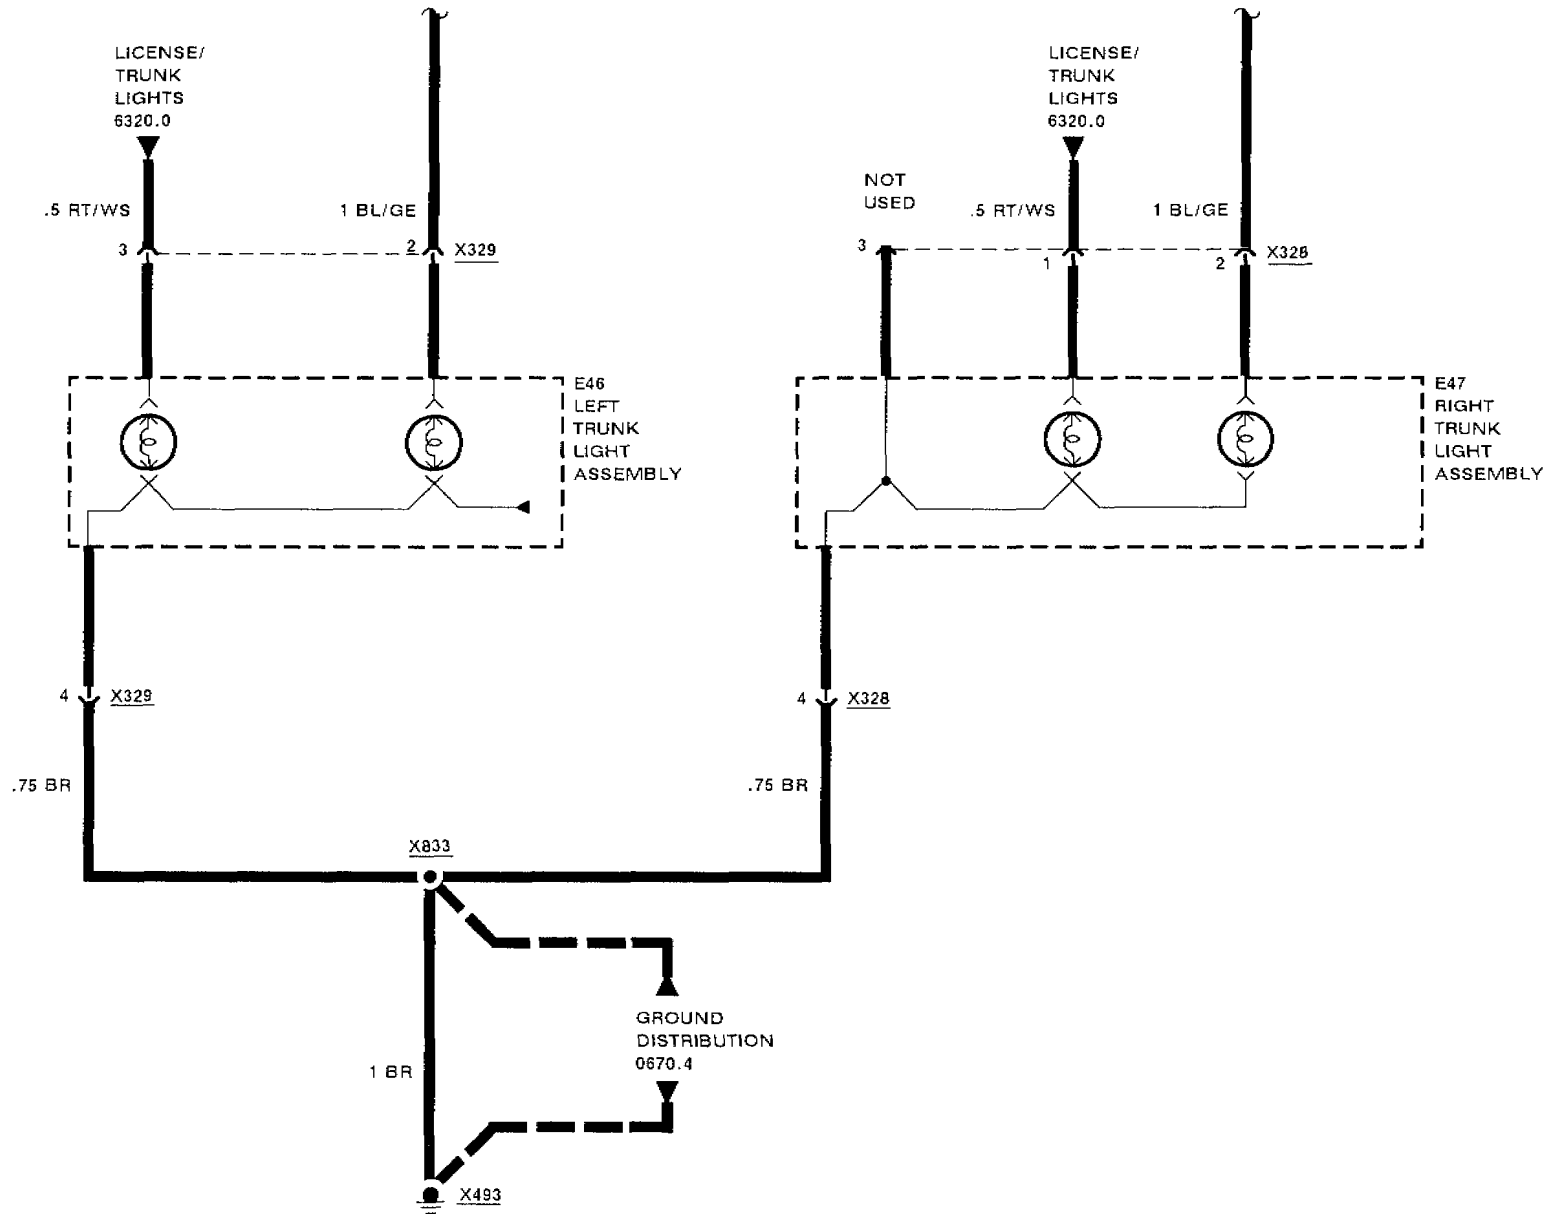 LICENSE/
TRUNK
LIGHTS
6320.0
.5 RT/WS
1 BL/GE
3
2
X329
LICENSE/
TRUNK
LIGHTS
6320.0
NOT
USED
.5 RT/WS
1 BL/GE
3
1
2
X328
E46
LEFT
TRUNK
LIGHT
ASSEMBLY
E47
RIGHT
TRUNK
LIGHT
ASSEMBLY
4
X329
4
X328
.75 BR
.75 BR
X833
GROUND
DISTRIBUTION
0670.4
1 BR
X493